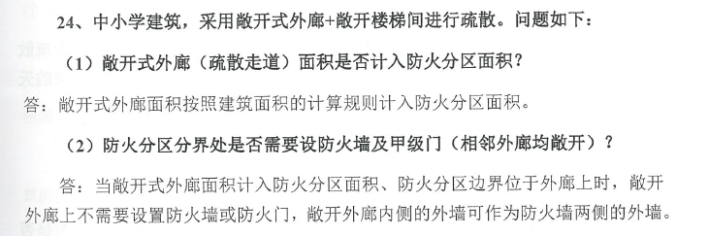 24、中小学建筑，采用敞开式外廊+敞开楼梯间进行疏散。问题如下：
（1）敞开式外廊（疏散走道）面积是否计入防火分区面积？
答：敞开式外廊面积按照建筑面积的计算规则计入防火分区面积。
（2）防火分区分界处是否需要设防火墙及甲级门（相邻外廊均敞开）？
答：当敞开式外廊面积计入防火分区面积、防火分区边界位于外廊上时，敞开
外廊上不需要设置防火墙或防火门，敞开外廊内侧的外墙可作为防火墙两侧的外墙。